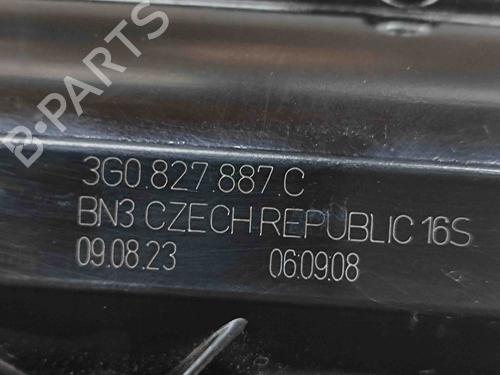 B-PARTS
3G0.827.887.C
BN3 CZECH REPUBLIC 16S
09.08.23 06:09:08